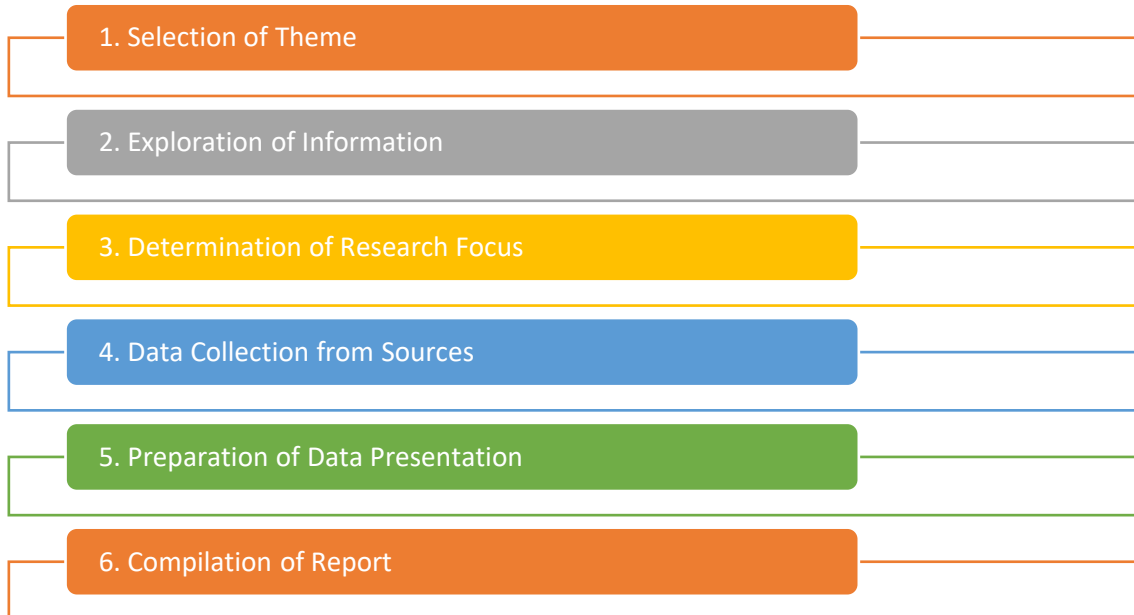 1. Selection of Theme
2. Exploration of Information
3. Determination of Research Focus
4. Data Collection from Sources
5. Preparation of Data Presentation
6. Compilation of Report